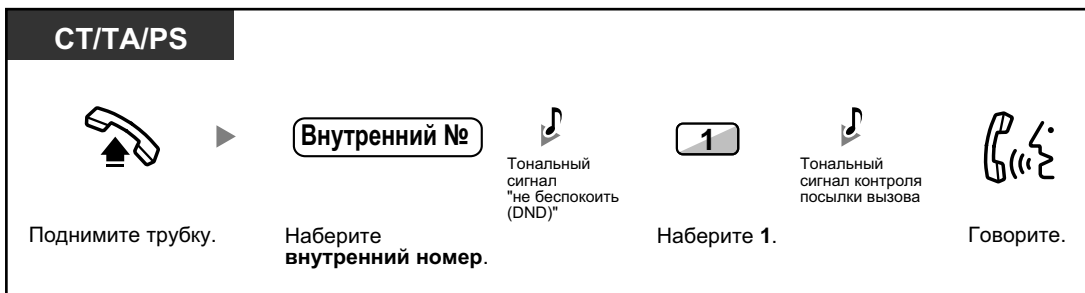 CT/TA/PS
Внутренний №
1
Тональный
сигнал
"не беспокоить
(DND)"
Тональный
сигнал контроля
посылки вызова
Поднимите трубку.
Наберите
внутренний номер.
Наберите 1.
Говорите.